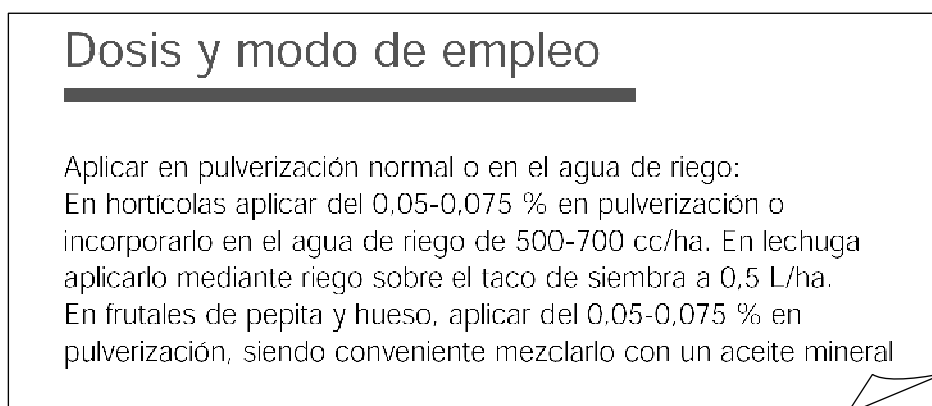 Dosis y modo de empleo
Aplicar en pulverización normal o en el agua de riego:
En hortícolas aplicar del 0,05-0,075 % en pulverización o
incorporarlo en el agua de riego de 500-700 cc/ha. En lechuga
aplicarlo mediante riego sobre el taco de siembra a 0,5 L/ha.
En frutales de pepita y hueso, aplicar del 0,05-0,075 % en
pulverización, siendo conveniente mezclarlo con un aceite mineral